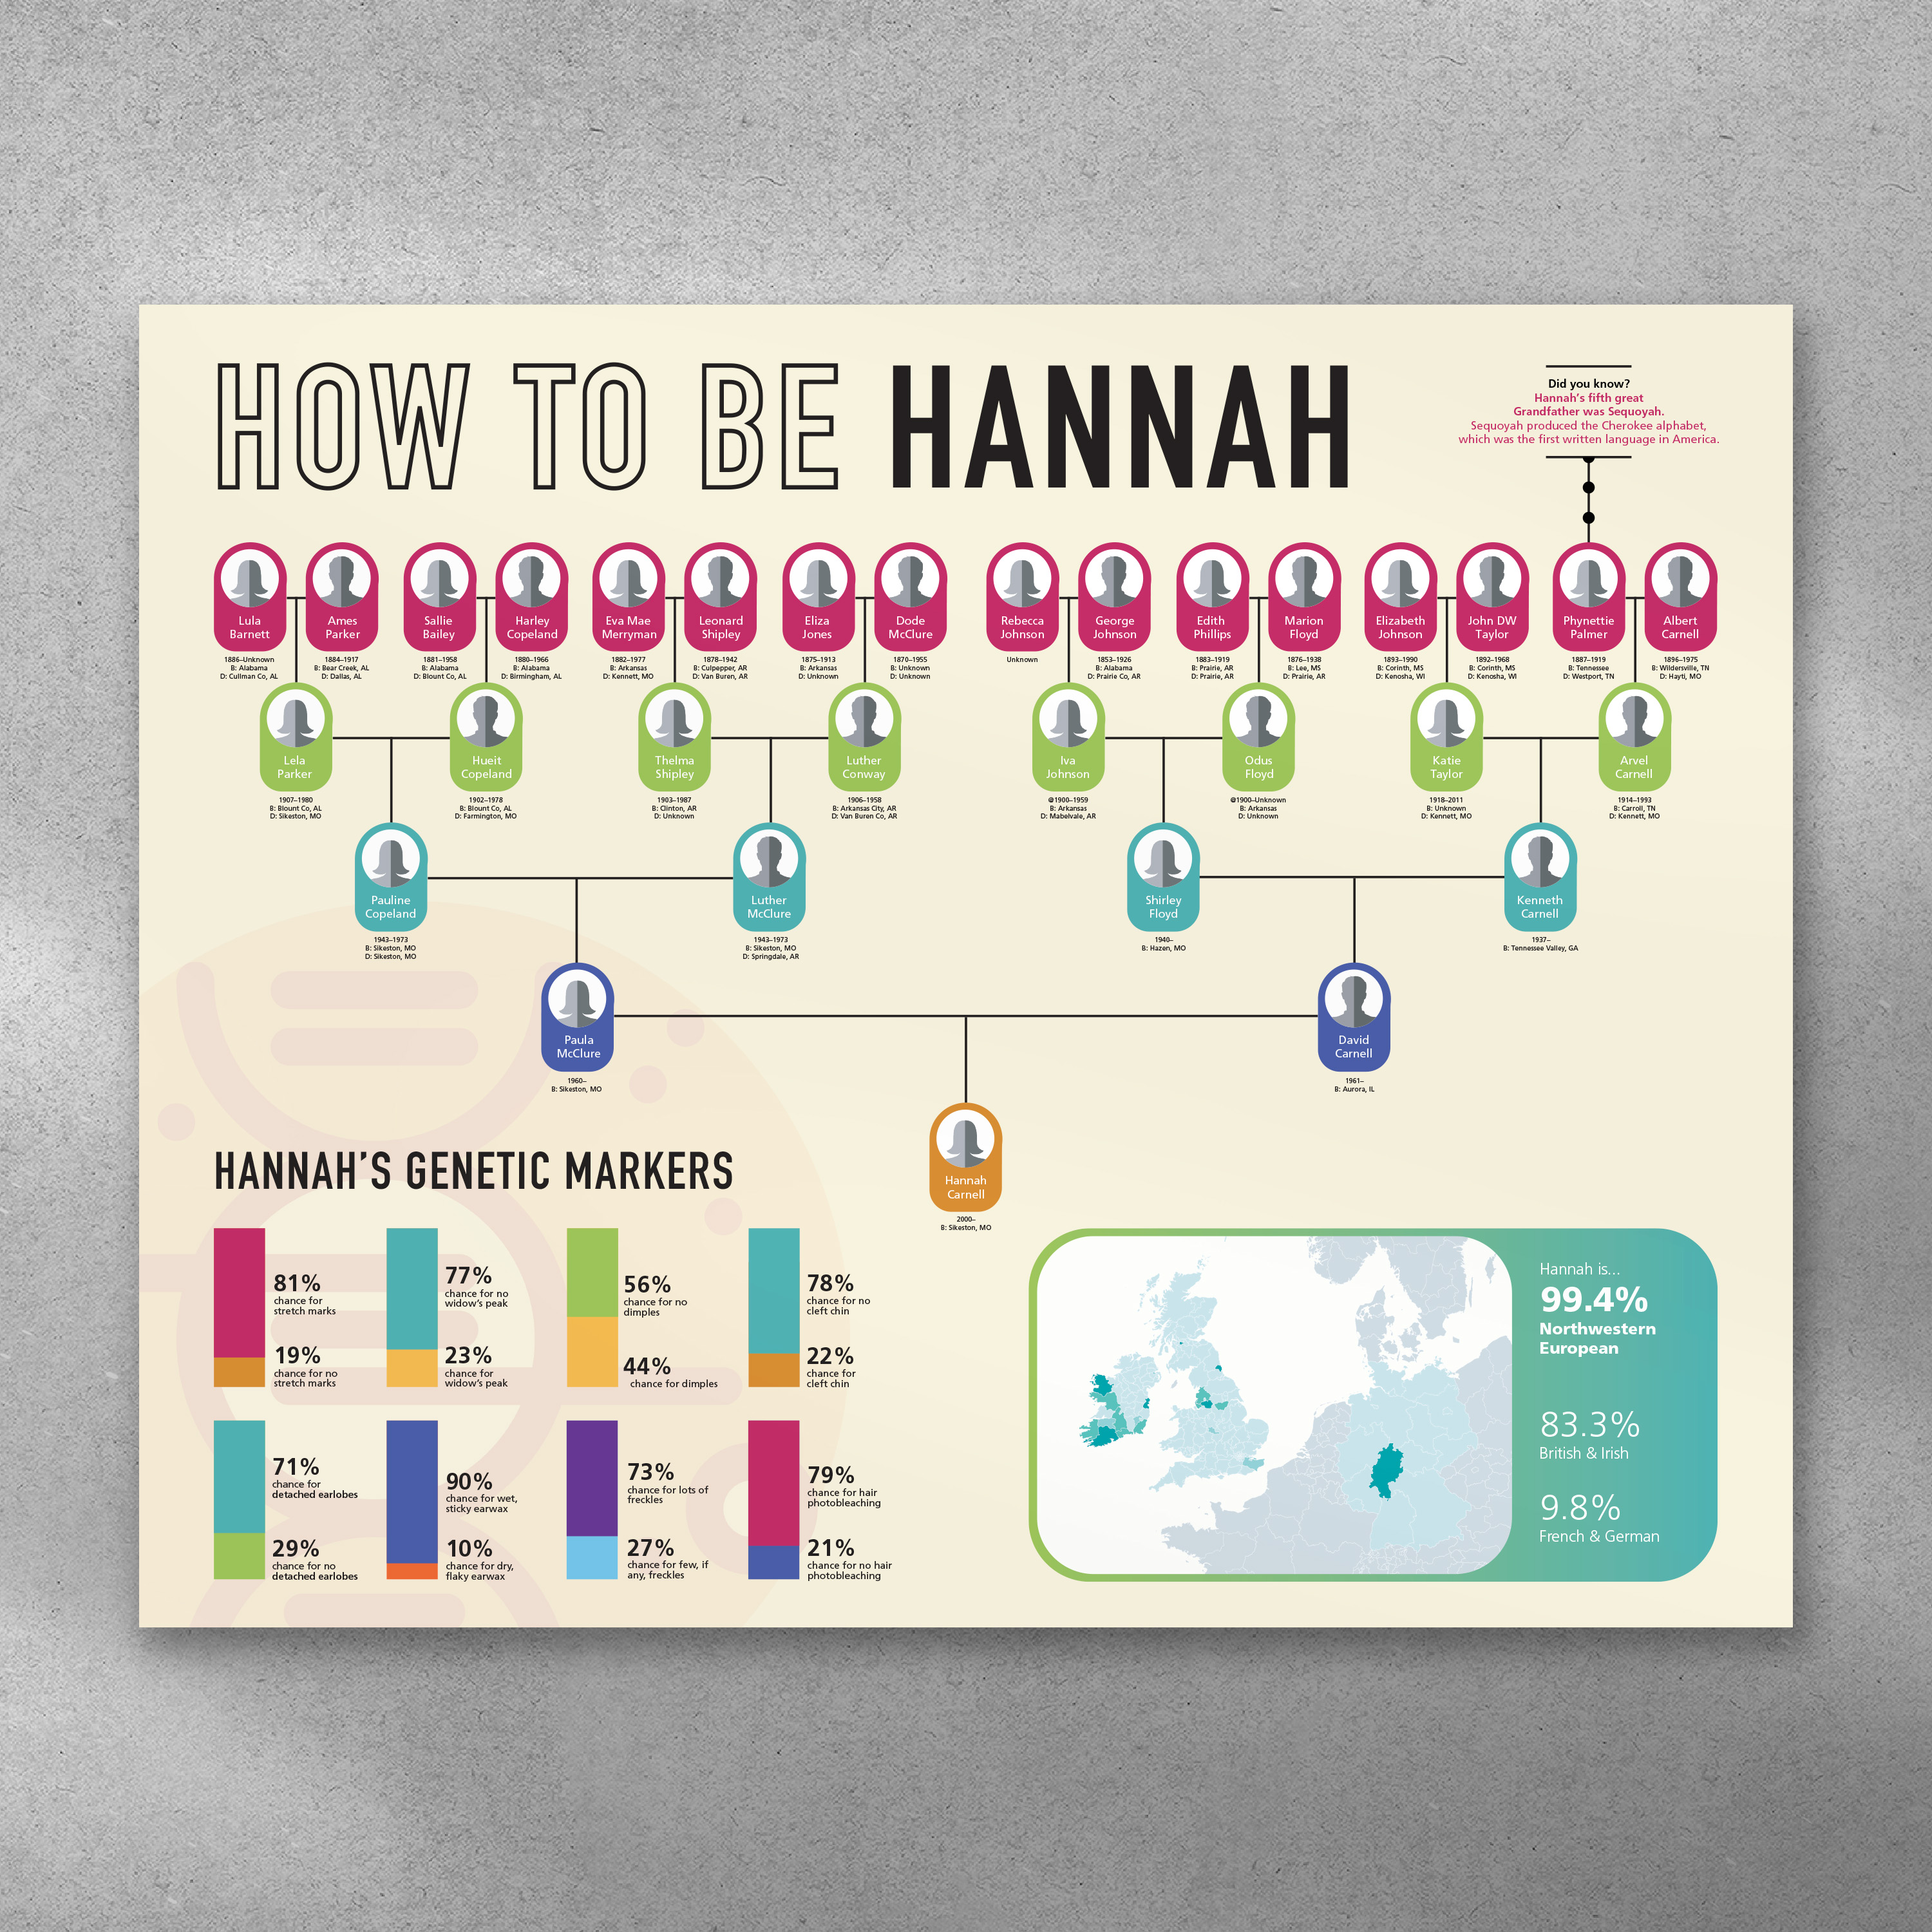 HOW TO BE HANNAH
Did you know?
Hannah's fifth great
Grandfather was Sequoyah.
Sequoyah produced the Cherokee alphabet,
which was the first written language in America.
Lula
Barnett
1886–Unknown
B: Alabama
D: Cullman Co, AL
Ames
Parker
1884–1917
B: Bear Creek, AL
D: Dallas, AL
Sallie
Bailey
1881–1958
B: Alabama
D: Blount Co, AL
Harley
Copeland
1880–1966
B: Alabama
D: Birmingham, AL
Eva Mae
Merryman
1882–1977
B: Arkansas
D: Kennett, MO
Leonard
Shipley
1878–1942
B: Culpepper, AR
D: Van Buren, AR
Eliza
Jones
1875–1913
B: Arkansas
D: Unknown
Dode
McClure
1870–1955
B: Unknown
D: Unknown
Rebecca
Johnson
Unknown
George
Johnson
1853–1926
B: Alabama
D: Prairie Co, AR
Edith
Phillips
1883–1919
B: Prairie, AR
D: Prairie, AR
Marion
Floyd
1876–1938
B: Lee, MS
D: Prairie, AR
Elizabeth
Johnson
1893–1990
B: Corinth, MS
D: Kenosha, WI
John DW
Taylor
1892–1968
B: Corinth, MS
D: Kenosha, WI
Phynettie
Palmer
1887–1919
B: Tennessee
D: Westport, TN
Albert
Carnell
1896–1975
B: Wildersville, TN
D: Hayti, MO
Lela
Parker
1907–1980
B: Blount Co, AL
D: Sikeston, MO
Hueit
Copeland
1902–1978
B: Blount Co, AL
D: Farmington, MO
Thelma
Shipley
1903–1987
B: Clinton, AR
D: Unknown
Luther
Conway
1906–1958
B: Arkansas City, AR
D: Van Buren Co, AR
Iva
Johnson
@1900–1959
B: Arkansas
D: Mabelvale, AR
Odus
Floyd
@1900–Unknown
B: Arkansas
D: Unknown
Katie
Taylor
1918–2011
B: Unknown
D: Kennett, MO
Arvel
Carnell
1914–1993
B: Carroll, TN
D: Kennett, MO
Pauline
Copeland
1943–1973
B: Sikeston, MO
D: Sikeston, MO
Luther
McClure
1943–1973
B: Sikeston, MO
D: Springdale, AR
Shirley
Floyd
1940–
B: Hazen, MO
Kenneth
Carnell
1937–
B: Tennessee Valley, GA
Paula
McClure
1960–
B: Sikeston, MO
David
Carnell
1961–
B: Aurora, IL
Hannah
Carnell
2000–
B: Sikeston, MO
HANNAH'S GENETIC MARKERS
81%
chance for
stretch marks
19%
chance for no
stretch marks
77%
chance for no
widow's peak
23%
chance for
widow's peak
56%
chance for no
dimples
44%
chance for dimples
78%
chance for no
cleft chin
22%
chance for
cleft chin
71%
chance for
detached earlobes
29%
chance for no
detached earlobes
90%
chance for wet,
sticky earwax
10%
chance for dry,
flaky earwax
73%
chance for lots of
freckles
27%
chance for few, if
any, freckles
79%
chance for hair
photobleaching
21%
chance for no hair
photobleaching
Hannah is...
99.4%
Northwestern
European
83.3%
British & Irish
9.8%
French & German